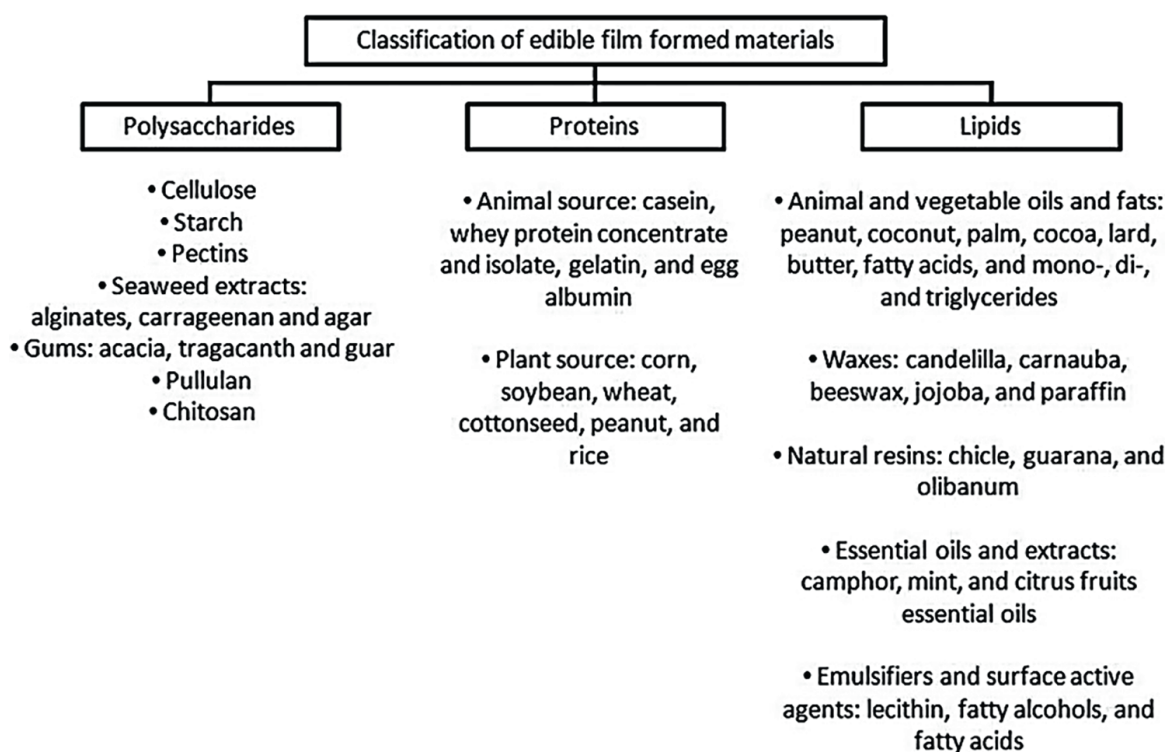 Classification of edible film formed materials
Polysaccharides
• Cellulose
• Starch
• Pectins
• Seaweed extracts:
alginates, carrageenan and agar
• Gums: acacia, tragacanth and guar
• Pullulan
• Chitosan
Proteins
• Animal source: casein,
whey protein concentrate
and isolate, gelatin, and egg
albumin
• Plant source: corn,
soybean, wheat,
cottonseed, peanut, and
rice
Lipids
• Animal and vegetable oils and fats:
peanut, coconut, palm, cocoa, lard,
butter, fatty acids, and mono-, di-,
and triglycerides
• Waxes: candelilla, carnauba,
beeswax, jojoba, and paraffin
• Natural resins: chicle, guarana, and
olibanum
• Essential oils and extracts:
camphor, mint, and citrus fruits
essential oils
• Emulsifiers and surface active
agents: lecithin, fatty alcohols, and
fatty acids